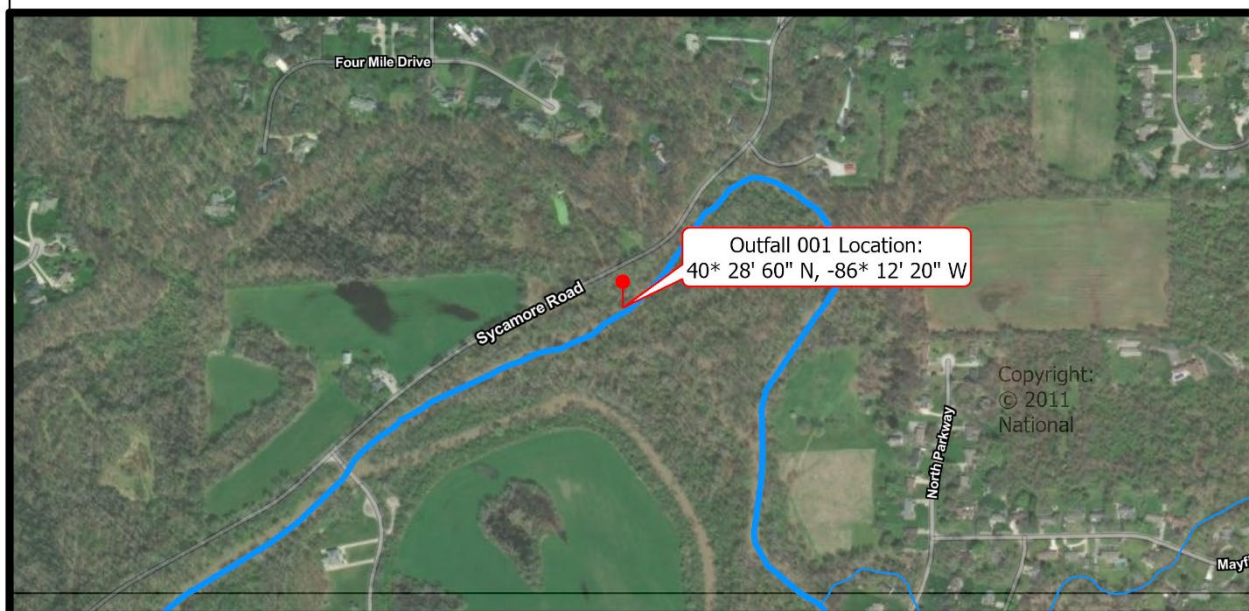 Four Mile Drive
Outfall 001 Location:
40* 28' 60" N, -86* 12' 20" W
Sycamore Road
Copyright:
© 2011
National
North Parkway
Mayf